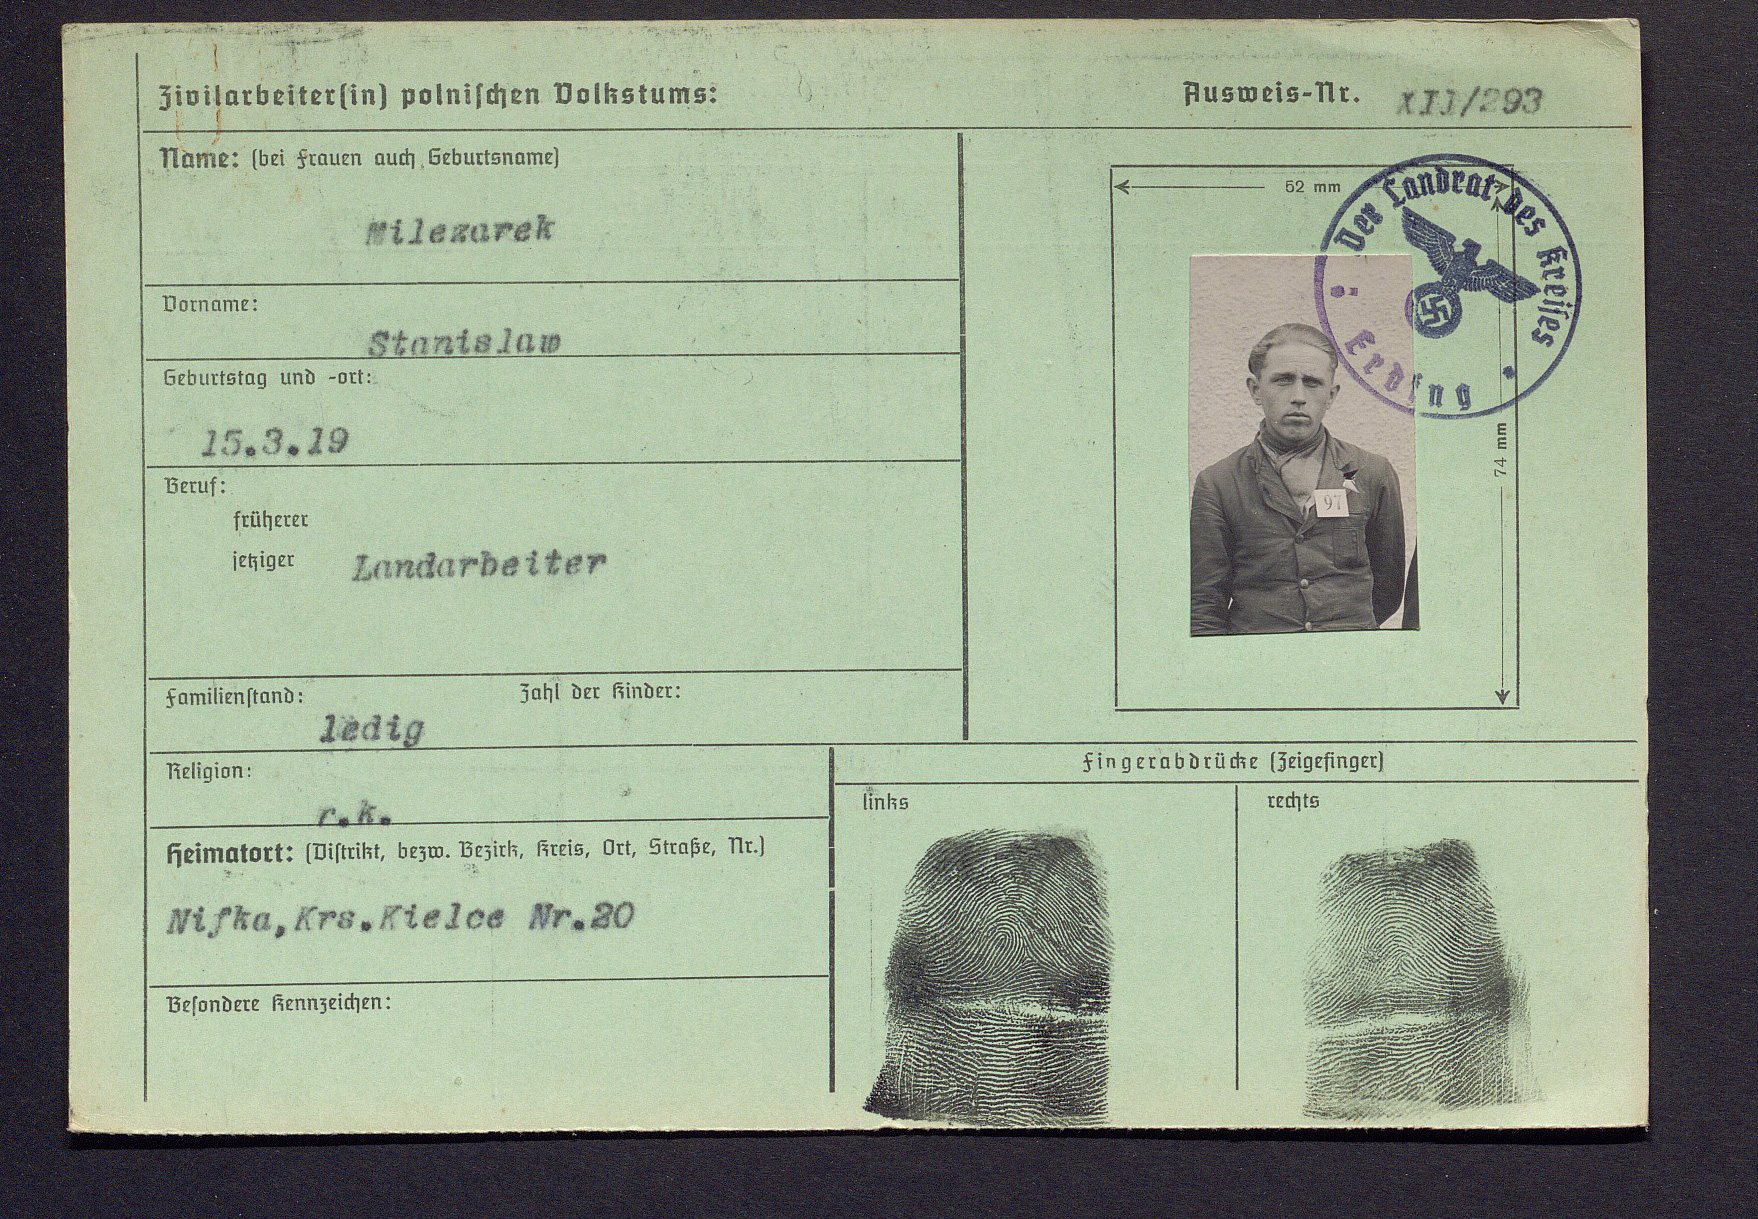 Zivilarbeiter(in) polnischen Volkstums:
Ausweis-Nr. XII/293
Name: (bei Frauen auch Geburtsname)
Milezarek
Vorname:
Stanislaw
Geburtstag und -ort:
15.3.19
Beruf:
früherer
jetziger Landarbeiter
Familienstand: Zahl der Kinder:
ledig
Religion:
r.k.
Heimatort: (Distrikt, bezw. Bezirk, Kreis, Ort, Straße, Nr.)
Nifka, Krs. Kielce Nr. 20
Besondere Kennzeichen:
52 mm
74 mm
Der Landrat des Kreises
Erding
97
Fingerabdrücke (Zeigefinger)
links
rechts